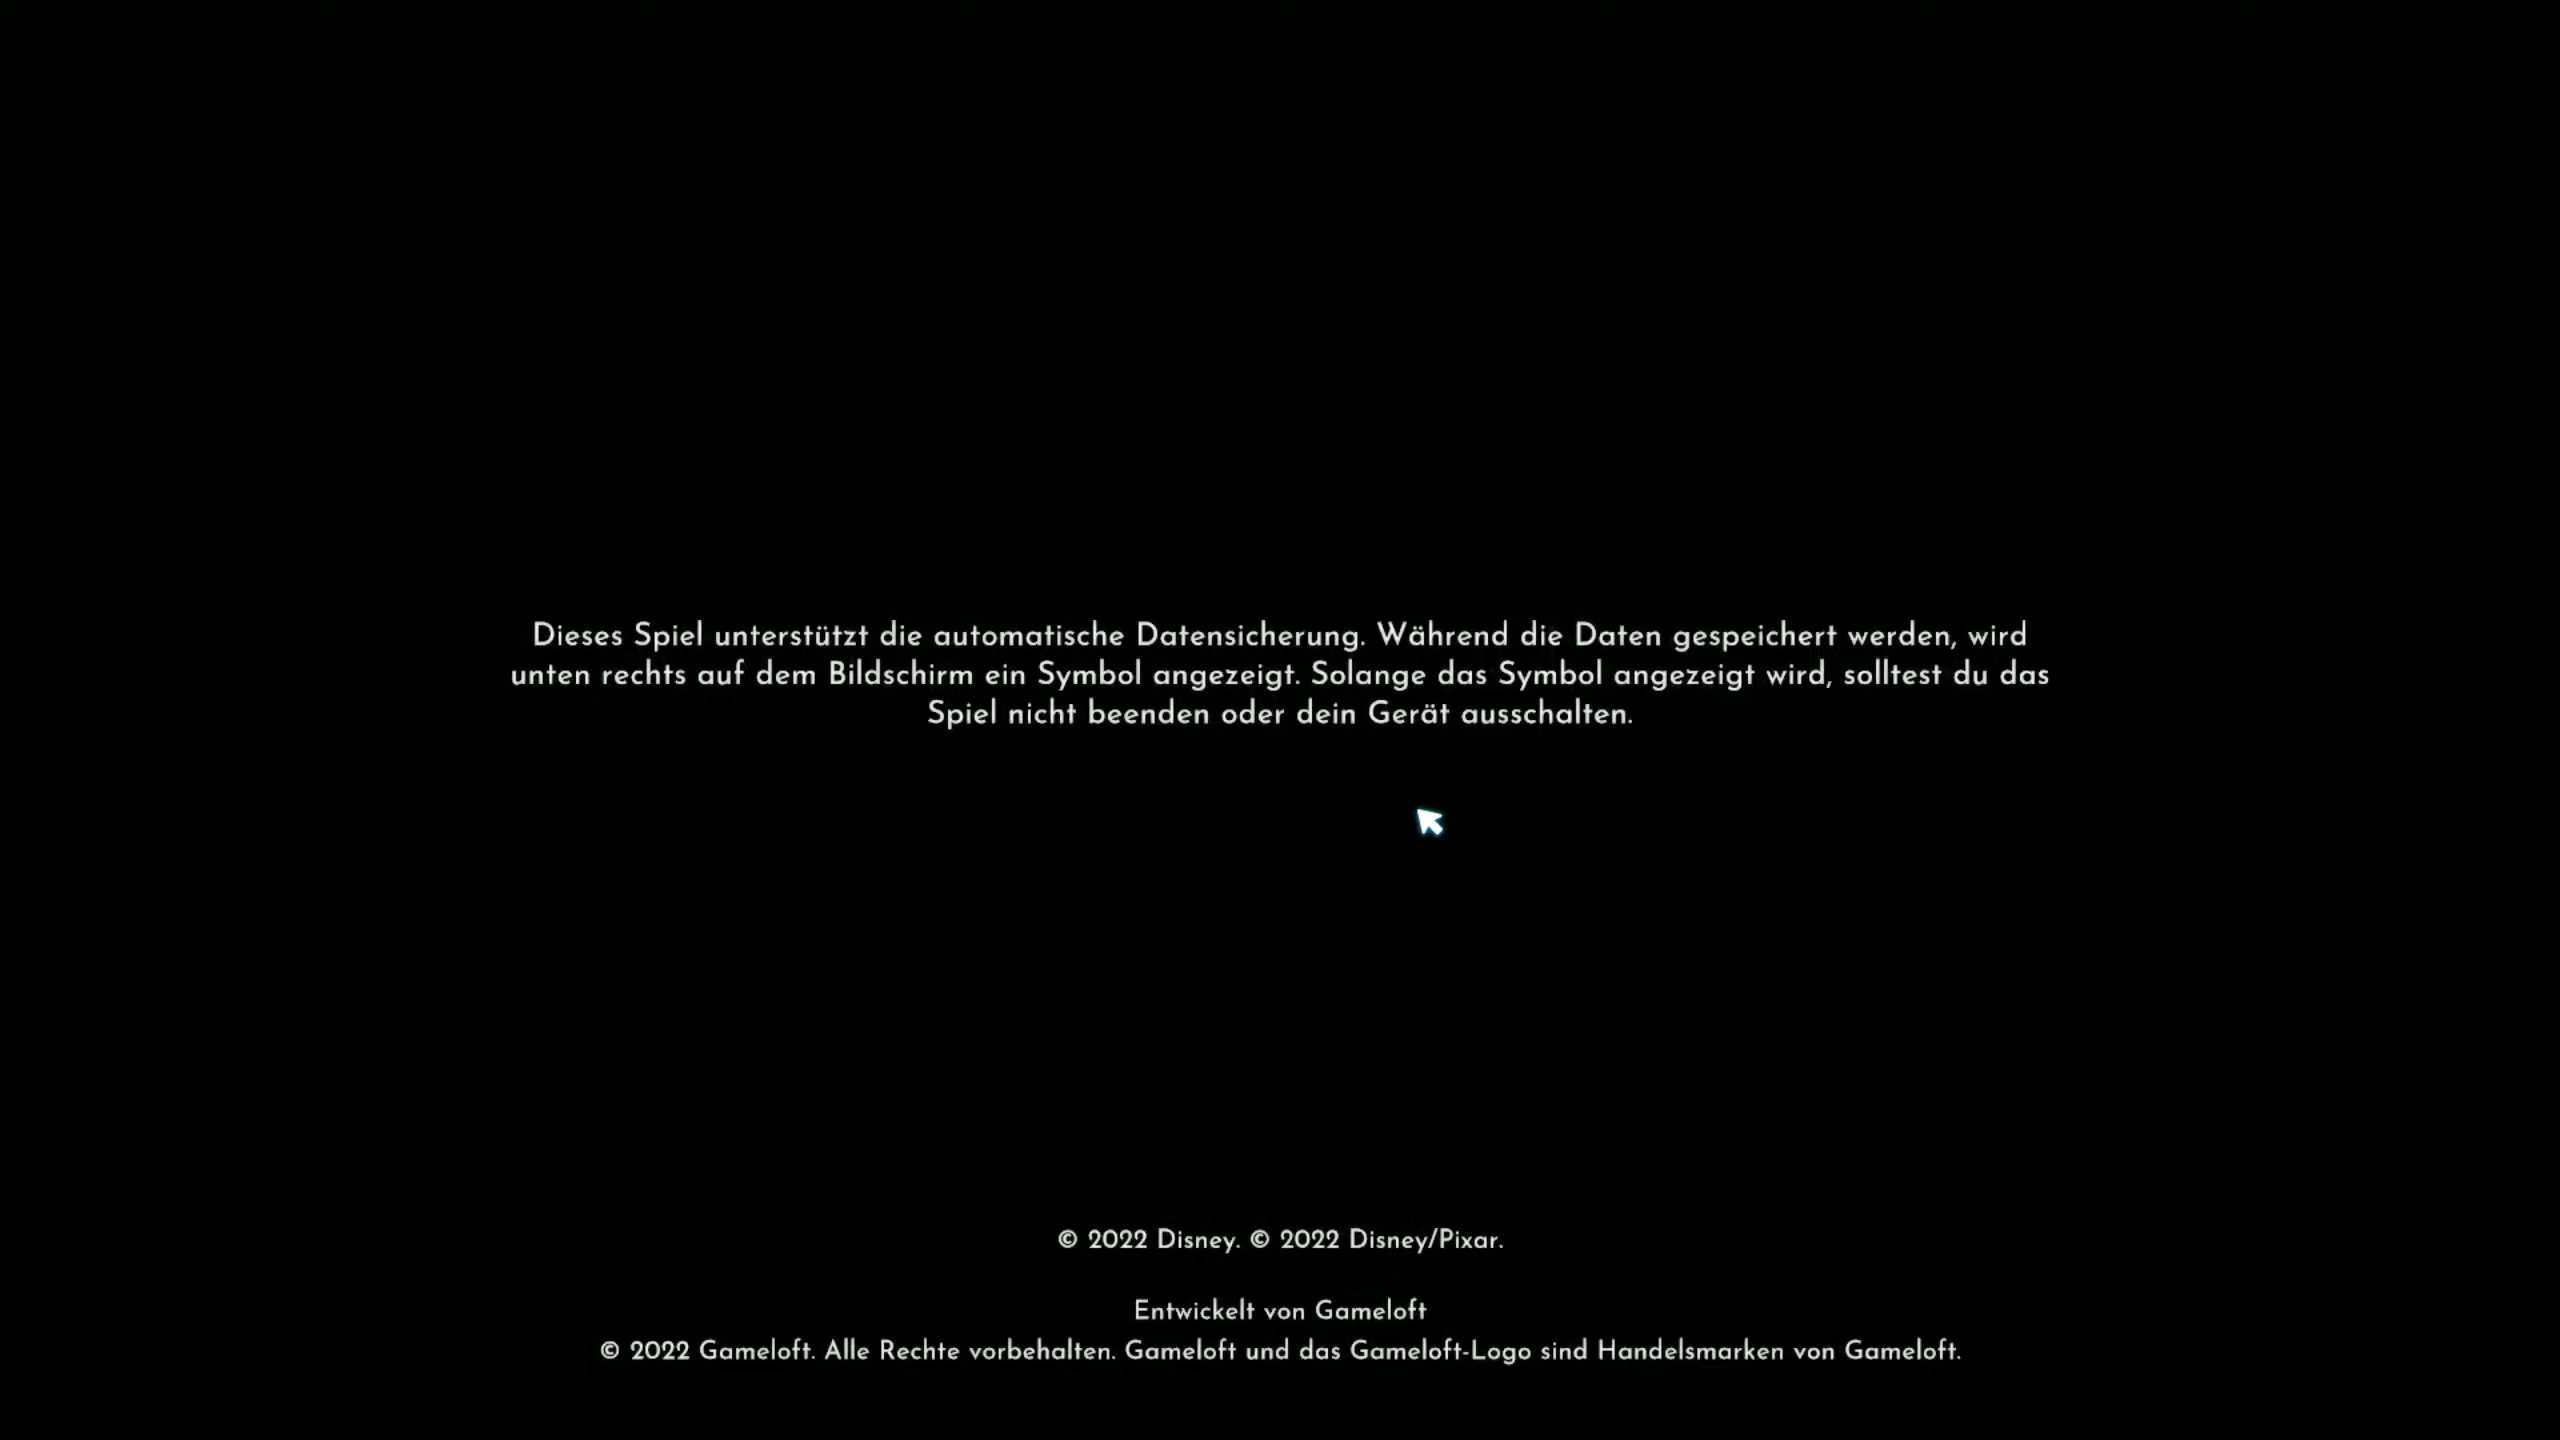 Dieses Spiel unterstützt die automatische Datensicherung. Während die Daten gespeichert werden, wird
unten rechts auf dem Bildschirm ein Symbol angezeigt. Solange das Symbol angezeigt wird, solltest du das
Spiel nicht beenden oder dein Gerät ausschalten.
© 2022 Disney. © 2022 Disney/Pixar.
Entwickelt von Gameloft
© 2022 Gameloft. Alle Rechte vorbehalten. Gameloft und das Gameloft-Logo sind Handelsmarken von Gameloft.